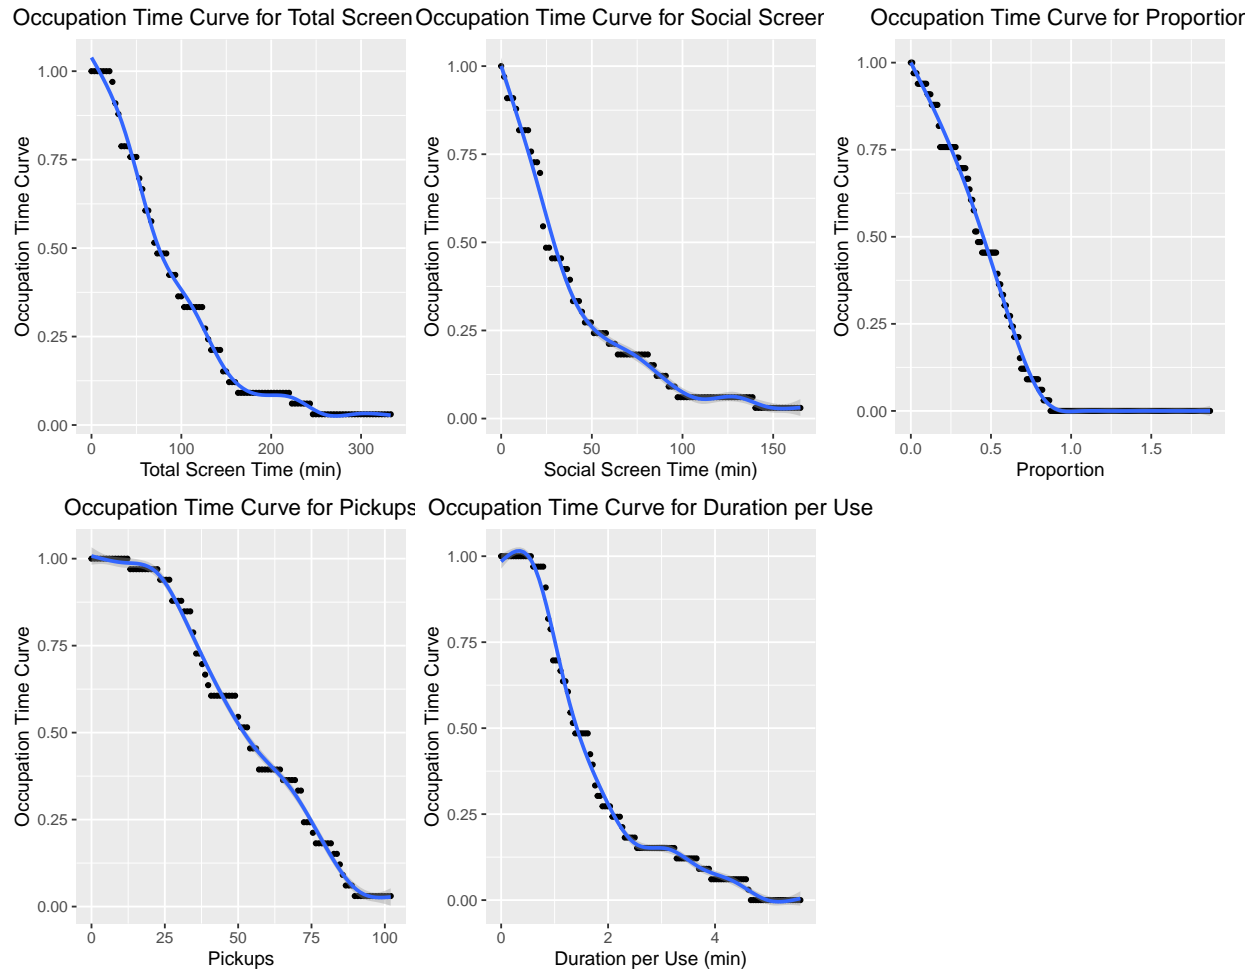 Occupation Time Curve for Total Screen
Occupation Time Curve
1.00
0.75
0.50
0.25
0.00
0 100 200 300
Total Screen Time (min)
Occupation Time Curve for Social Screer
Occupation Time Curve
1.00
0.75
0.50
0.25
0.00
0 50 100 150
Social Screen Time (min)
Occupation Time Curve for Proportior
Occupation Time Curve
1.00
0.75
0.50
0.25
0.00
0.0 0.5 1.0 1.5
Proportion
Occupation Time Curve for Pickups
Occupation Time Curve
1.00
0.75
0.50
0.25
0.00
0 25 50 75 100
Pickups
Occupation Time Curve for Duration per Use
Occupation Time Curve
1.00
0.75
0.50
0.25
0.00
0 2 4
Duration per Use (min)